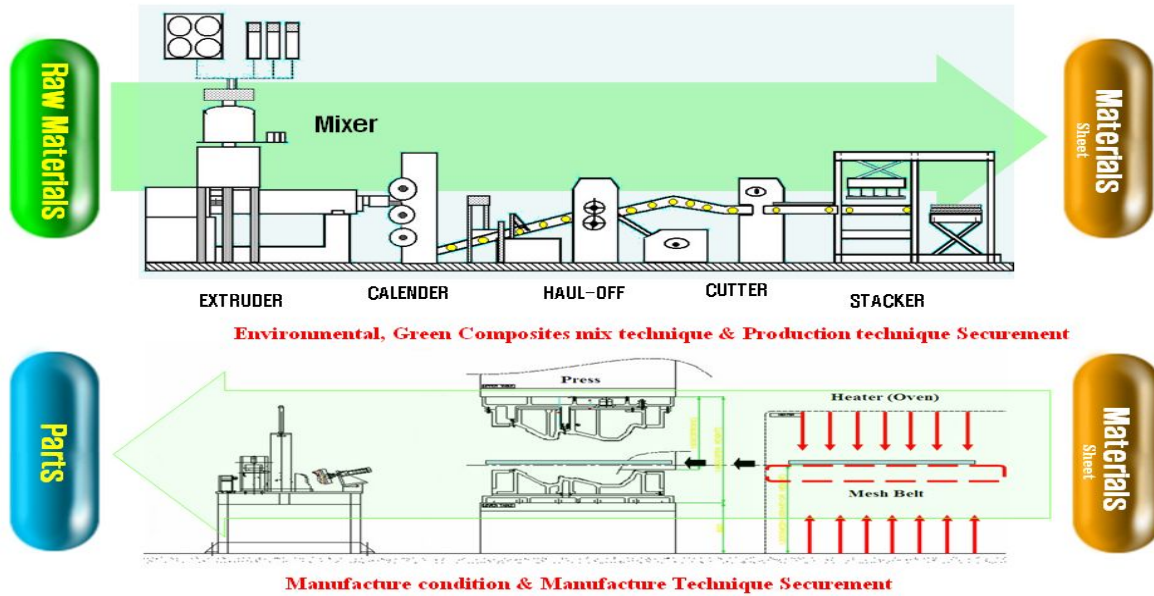 Raw Materials
Mixer
Materials
Sheet
EXTRUDER
CALENDER
HAUL-OFF
CUTTER
STACKER
Environmental, Green Composites mix technique & Production technique Securement
Parts
Press
Heater (Oven)
Mesh Belt
Materials
Sheet
Manufacture condition & Manufacture Technique Securement